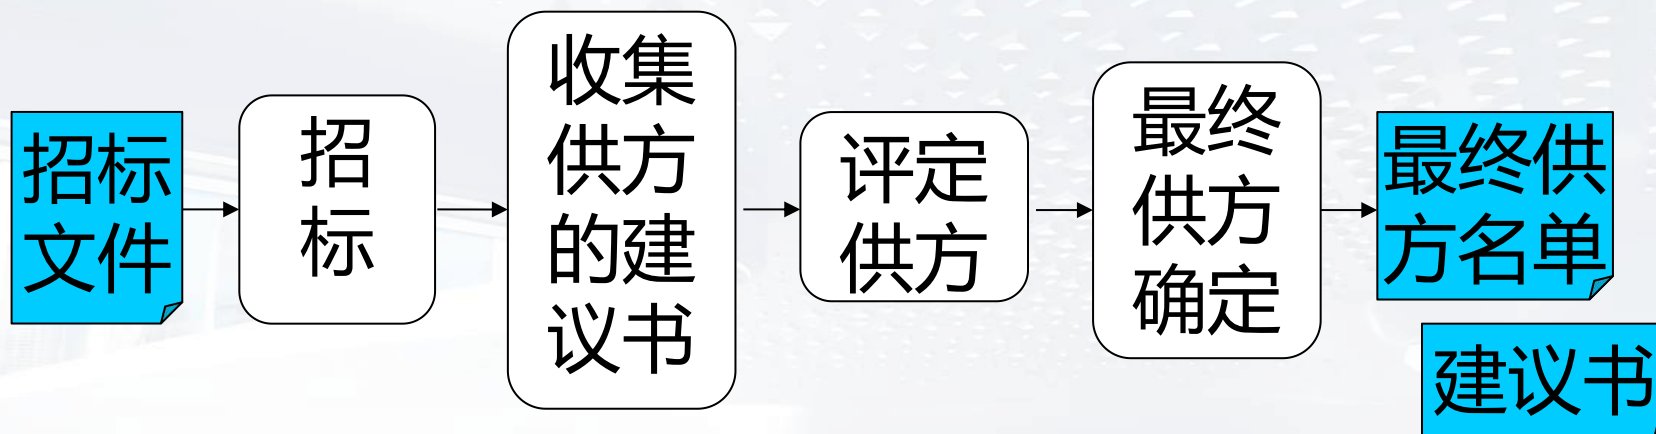 招标
文件
招
标
收集
供方
的建
议书
评定
供方
最终
供方
确定
最终供
方名单
建议书